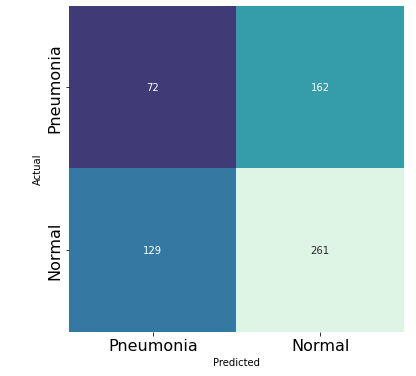 Actual
Pneumonia
72 162
Normal
129 261
Pneumonia Normal
Predicted